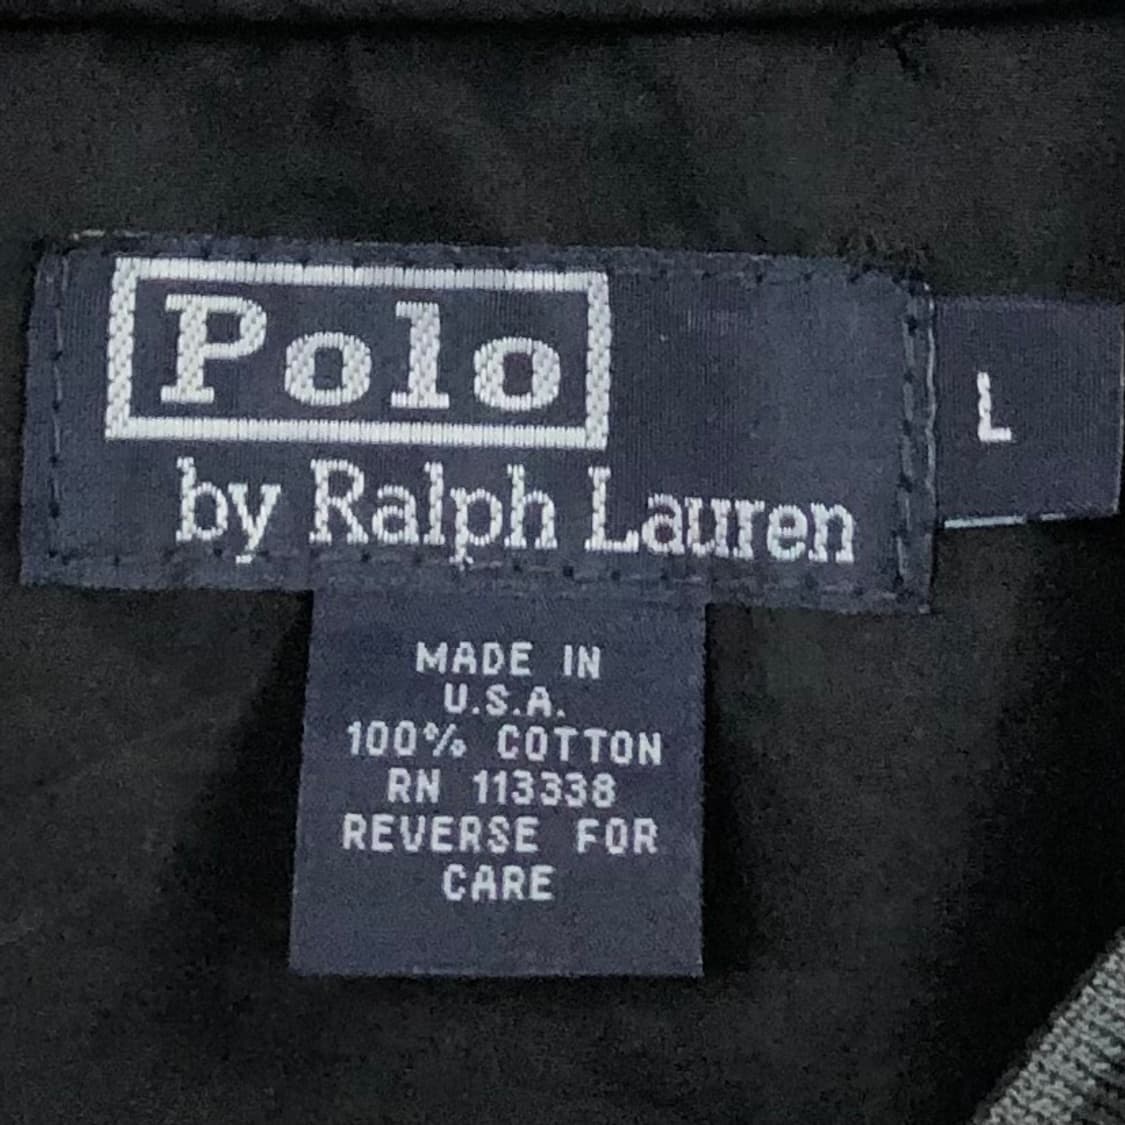 Polo
by Ralph Lauren
L
MADE IN
U.S.A.
100% COTTON
RN 113338
REVERSE FOR
CARE